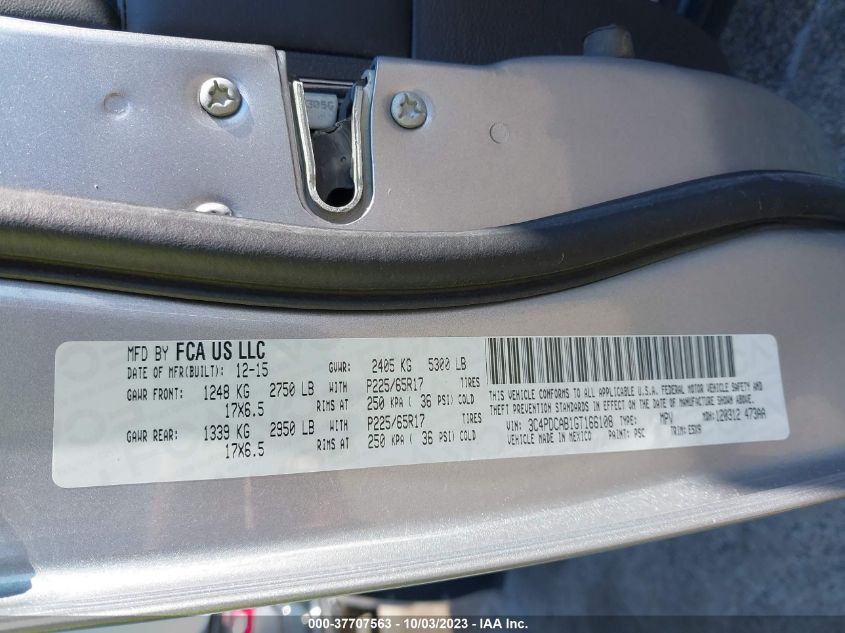 305G
MFD BY FCA US LLC
DATE OF MFR(BUILT): 12-15 GVWR: 2405 KG 5300 LB
GAWR FRONT: 1248 KG 2750 LB WITH P225/65R17 TIRES
17X6.5 RIMS AT 250 KPA ( 36 PSI) COLD
GAWR REAR: 1339 KG 2950 LB WITH P225/65R17 TIRES
17X6.5 RIMS AT 250 KPA ( 36 PSI) COLD
THIS VEHICLE CONFORMS TO ALL APPLICABLE U.S.A. FEDERAL MOTOR VEHICLE SAFETY AND
THEFT PREVENTION STANDARDS IN EFFECT ON THE DATE OF MANUFACTURE SHOWN ABOVE.
VIN: 3C4PDCAB1GT166108 TYPE: MPV MDH: 120312 473AA
VEHICLE MADE IN MEXICO PAINT: PSC TRIM: E5X9
000-37707563 - 10/03/2023 - IAA Inc.